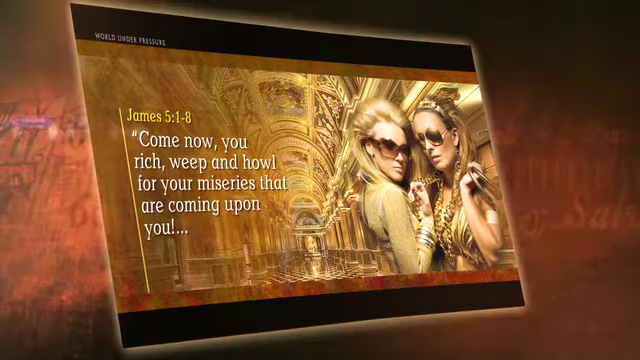 WORLD UNDER PRESSURE
James 5:1-8
“Come now, you
rich, weep and howl
for your miseries that
are coming upon
you!...